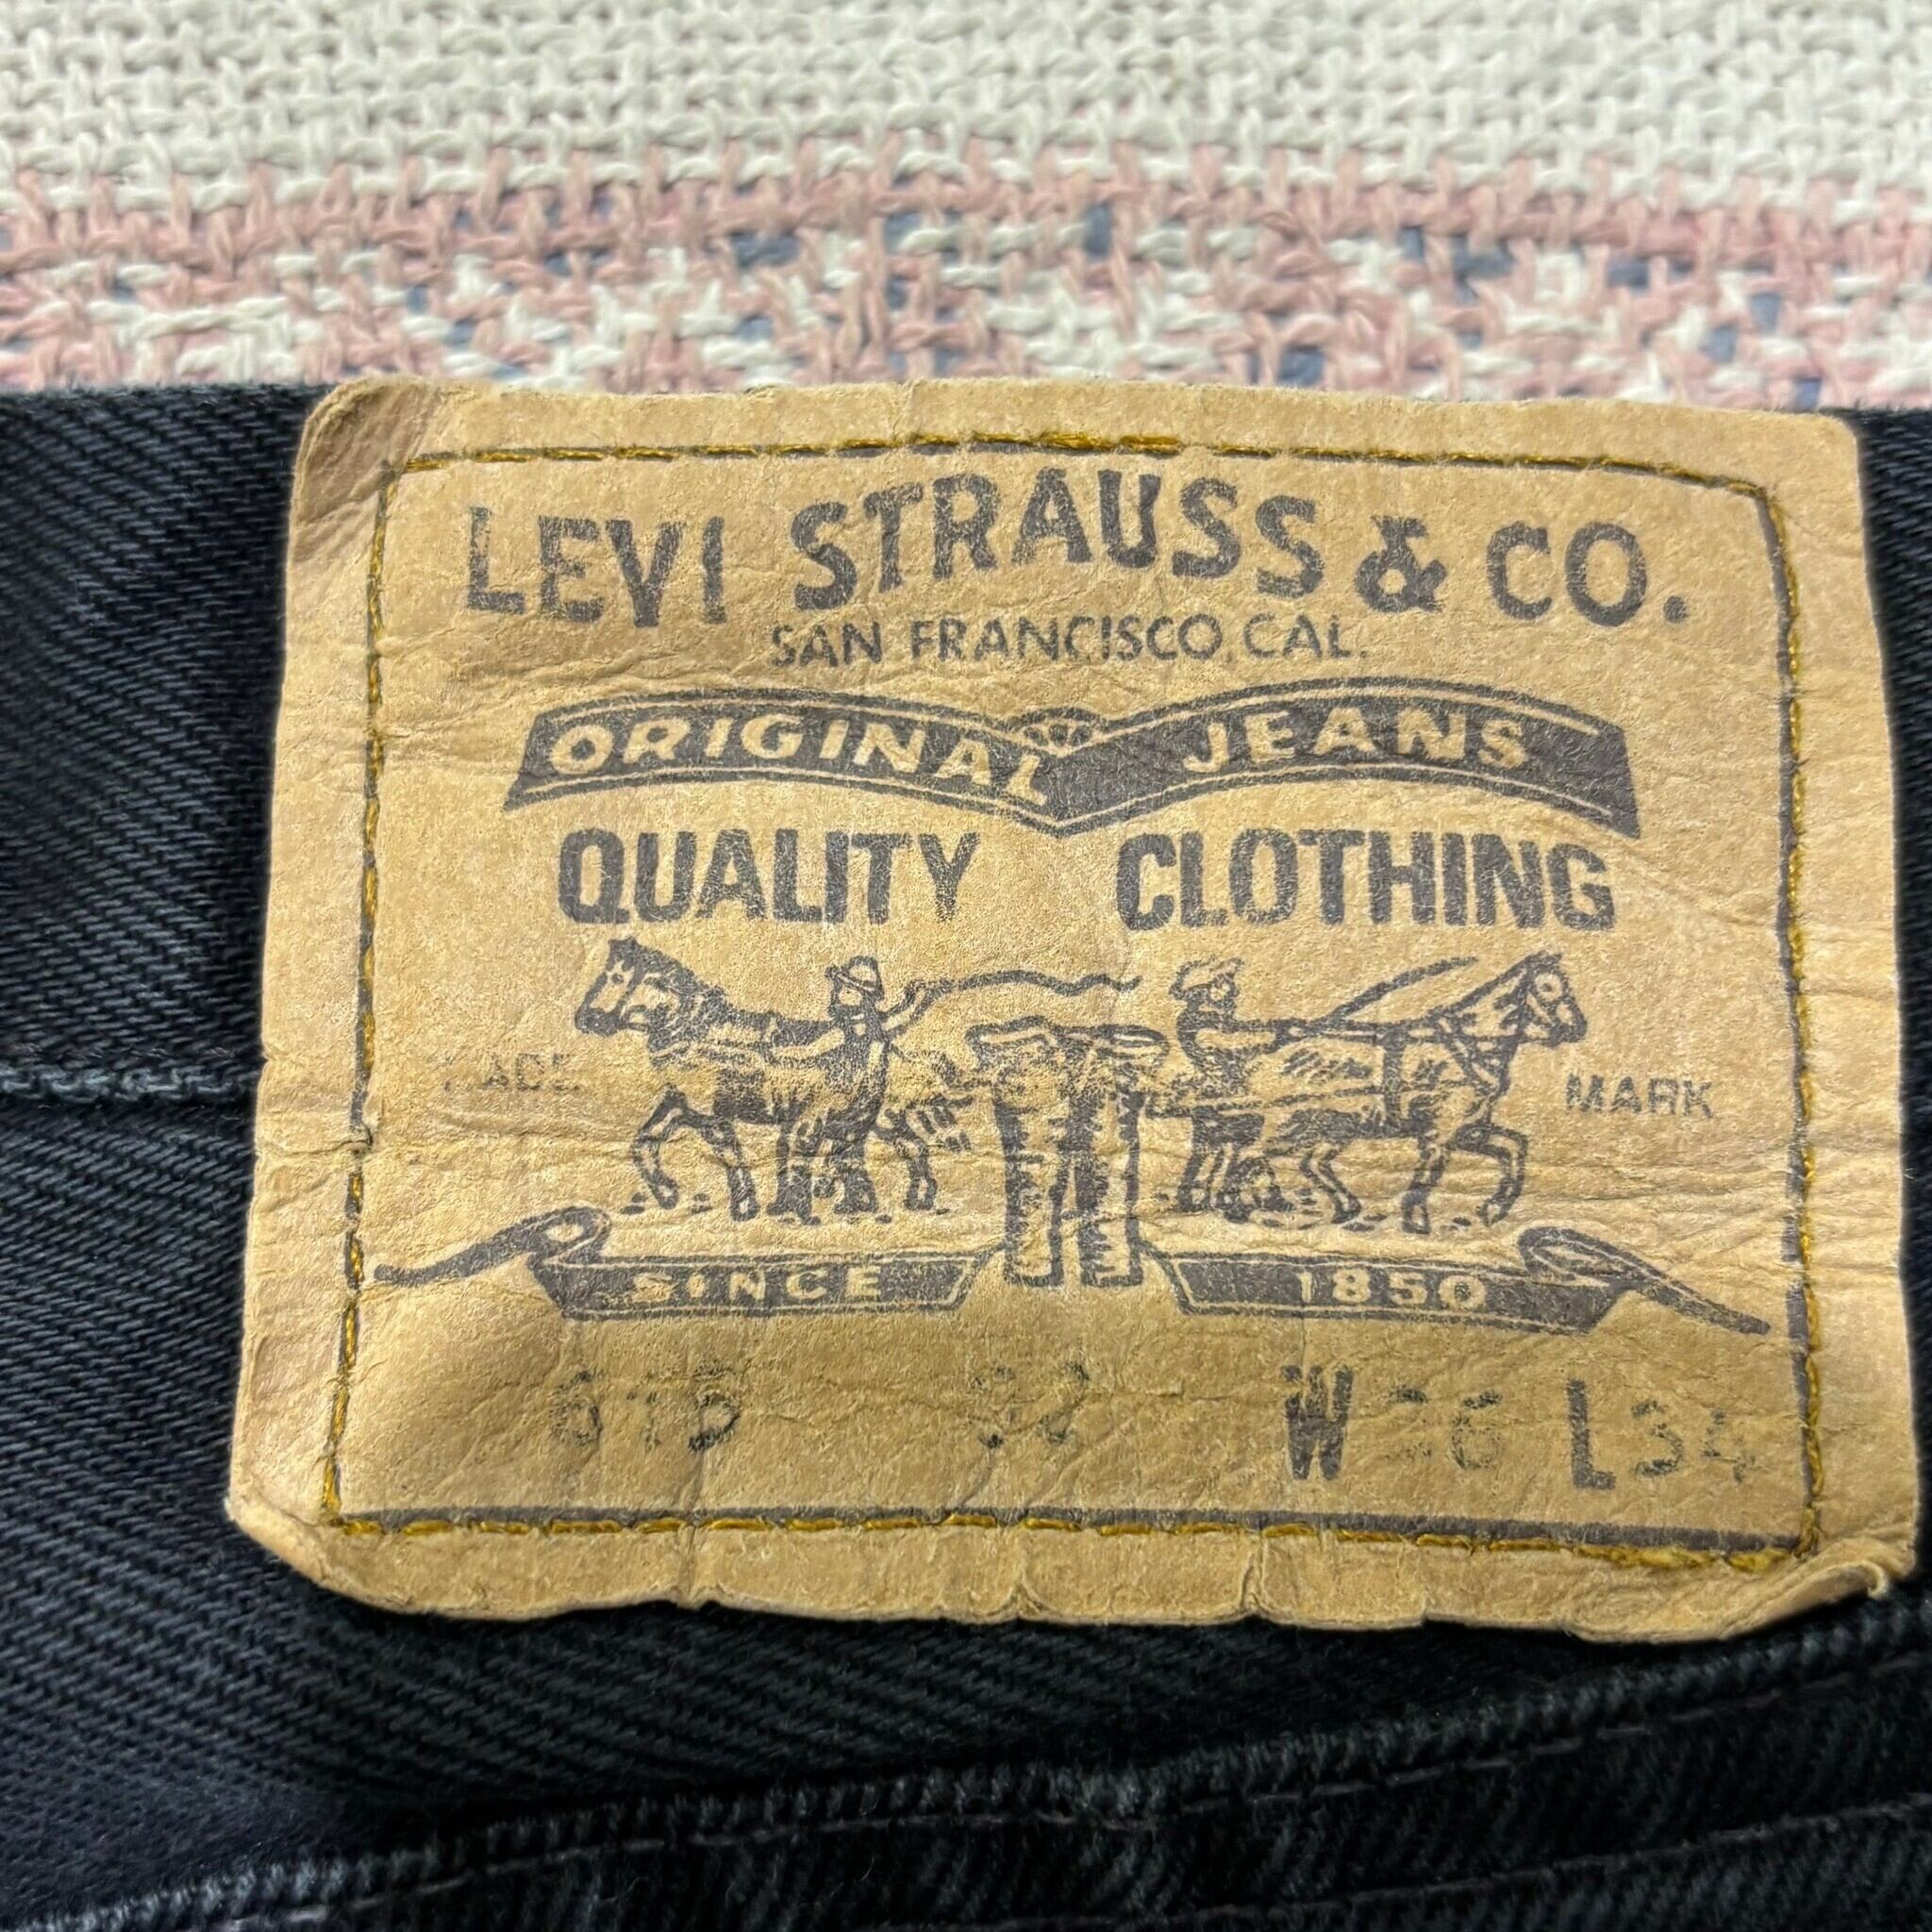 LEVI STRAUSS & CO.
SAN FRANCISCO, CAL.
ORIGINAL JEANS
QUALITY CLOTHING
MARK
SINCE 1850
W L34